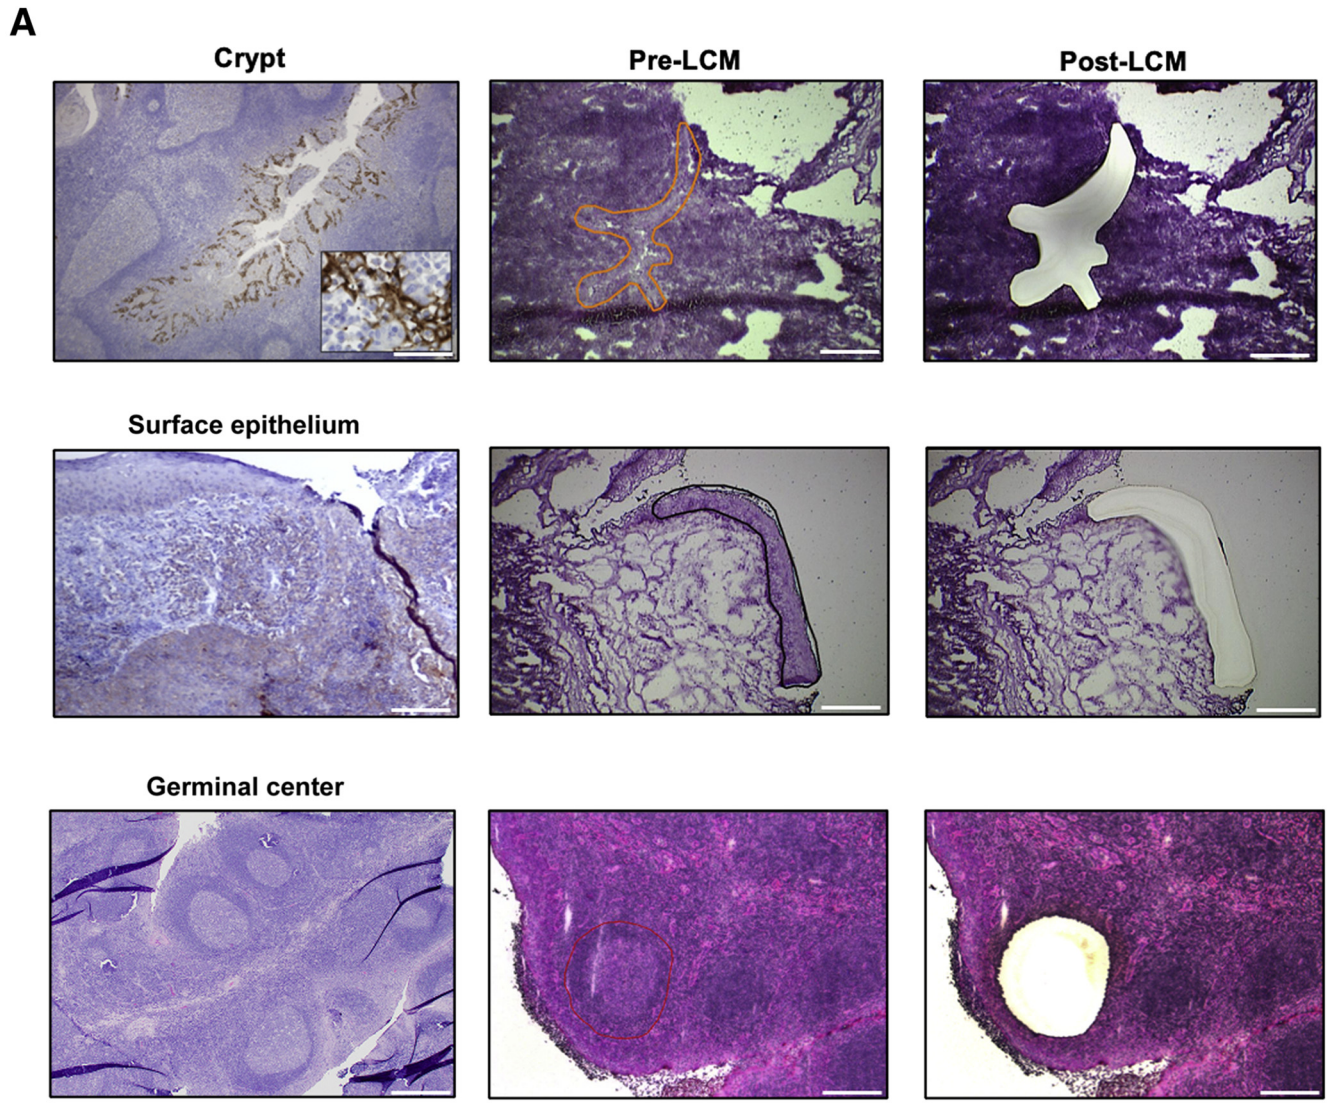 A
Crypt
Pre-LCM
Post-LCM
Surface epithelium
Germinal center